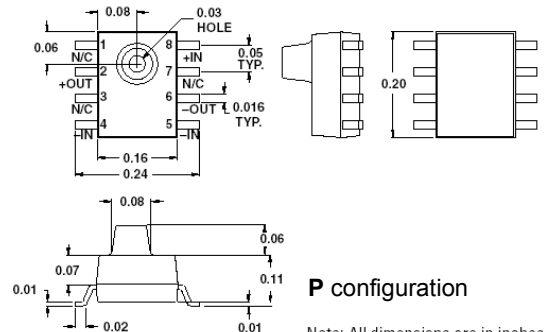 0.08
0.03
HOLE
0.06
1
8
N/C
+IN
0.05
TYP.
2
7
+OUT
N/C
3
6
N/C
–OUT
0.016
TYP.
4
5
–IN
–IN
0.16
0.24
0.20
0.08
0.06
0.07
0.11
0.01
0.02
0.01
P configuration